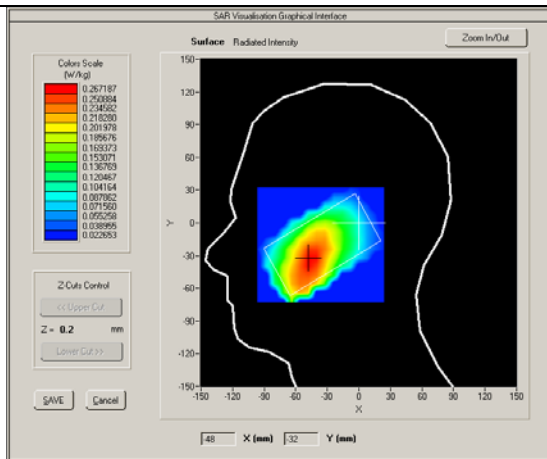 SAR Visualisation Graphical Interface
Surface Radiated Intensity
Zoom In/Out
Colors Scale
(W/kg)
0.267187
0.250884
0.234582
0.218280
0.201978
0.185676
0.169373
0.153071
0.136769
0.120467
0.104164
0.087862
0.071560
0.055258
0.038955
0.022653
150
120
90
60
30
0
-30
-60
-90
-120
-150
Y
-150 -120 -90 -60 -30 0 30 60 90 120 150
X
Z-Cuts Control
<< Upper Cut
Z = 0.2 mm
Lower Cut >>
SAVE Cancel
-48 X (mm) -32 Y (mm)